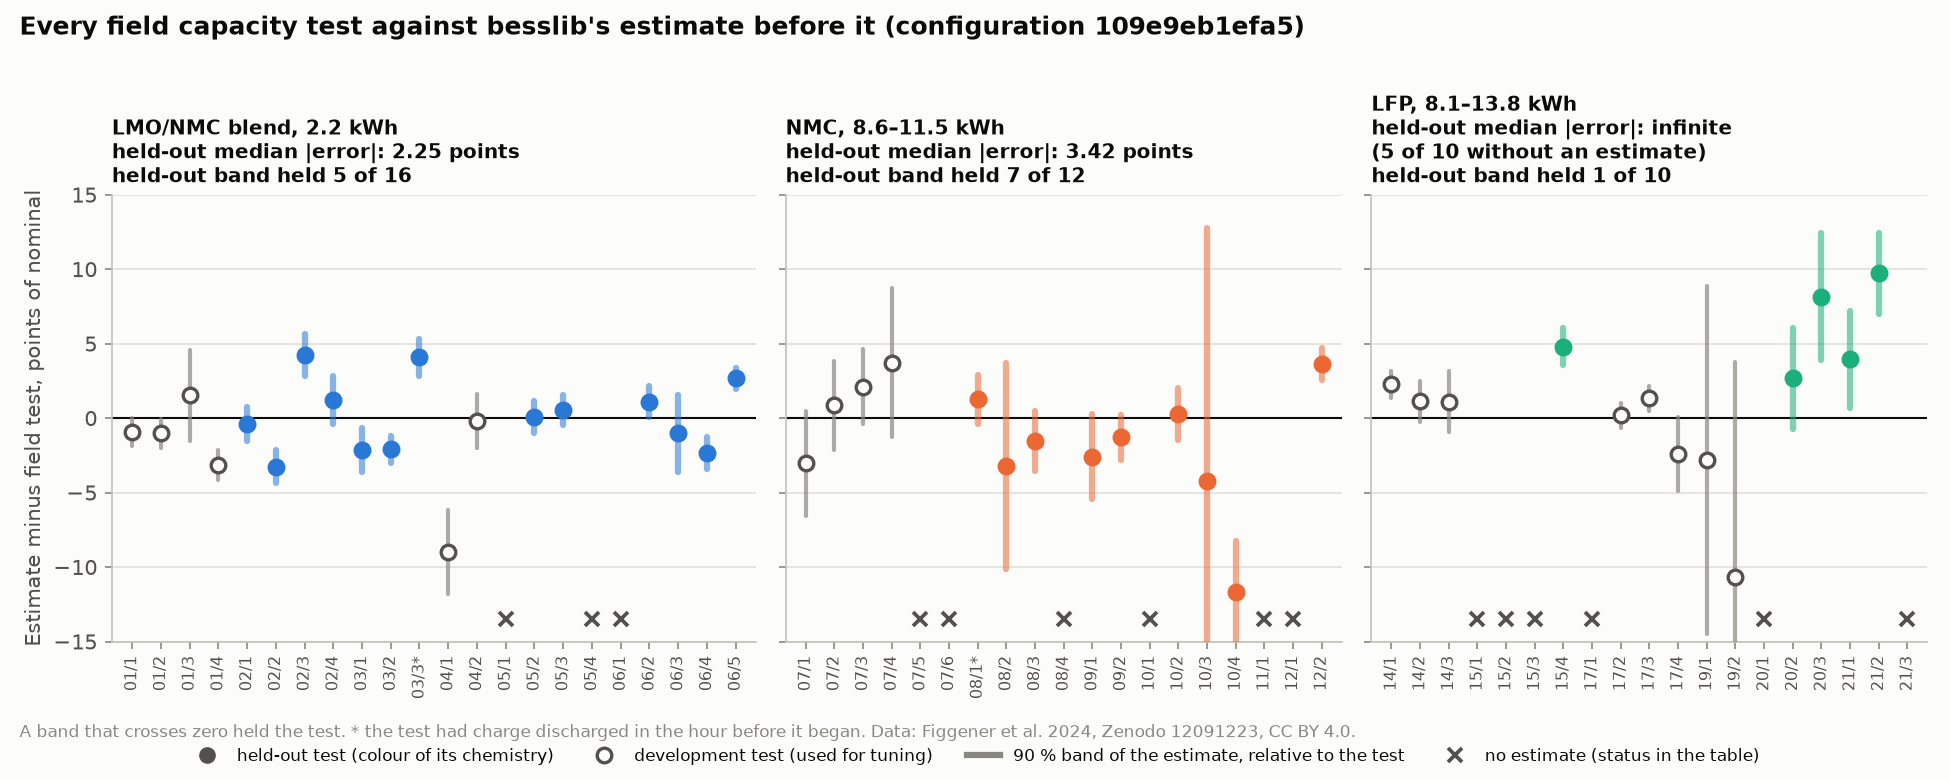 Every field capacity test against besslib's estimate before it (configuration 109e9eb1efa5)
LMO/NMC blend, 2.2 kWh
held-out median |error|: 2.25 points
held-out band held 5 of 16
NMC, 8.6–11.5 kWh
held-out median |error|: 3.42 points
held-out band held 7 of 12
LFP, 8.1–13.8 kWh
held-out median |error|: infinite
(5 of 10 without an estimate)
held-out band held 1 of 10
Estimate minus field test, points of nominal
15
10
5
0
−5
−10
−15
01/1 01/2 01/3 01/4 02/1 02/2 02/3 02/4 03/1 03/2 03/3* 04/1 04/2 05/1 05/2 05/3 05/4 06/1 06/2 06/3 06/4 06/5
07/1 07/2 07/3 07/4 07/5 07/6 08/1* 08/2 08/3 08/4 09/1 09/2 10/1 10/2 10/3 10/4 11/1 12/1 12/2
14/1 14/2 14/3 15/1 15/2 15/3 15/4 17/1 17/2 17/3 17/4 19/1 19/2 20/1 20/2 20/3 21/1 21/2 21/3
A band that crosses zero held the test. * the test had charge discharged in the hour before it began. Data: Figgener et al. 2024, Zenodo 12091223, CC BY 4.0.
held-out test (colour of its chemistry)
development test (used for tuning)
90 % band of the estimate, relative to the test
no estimate (status in the table)